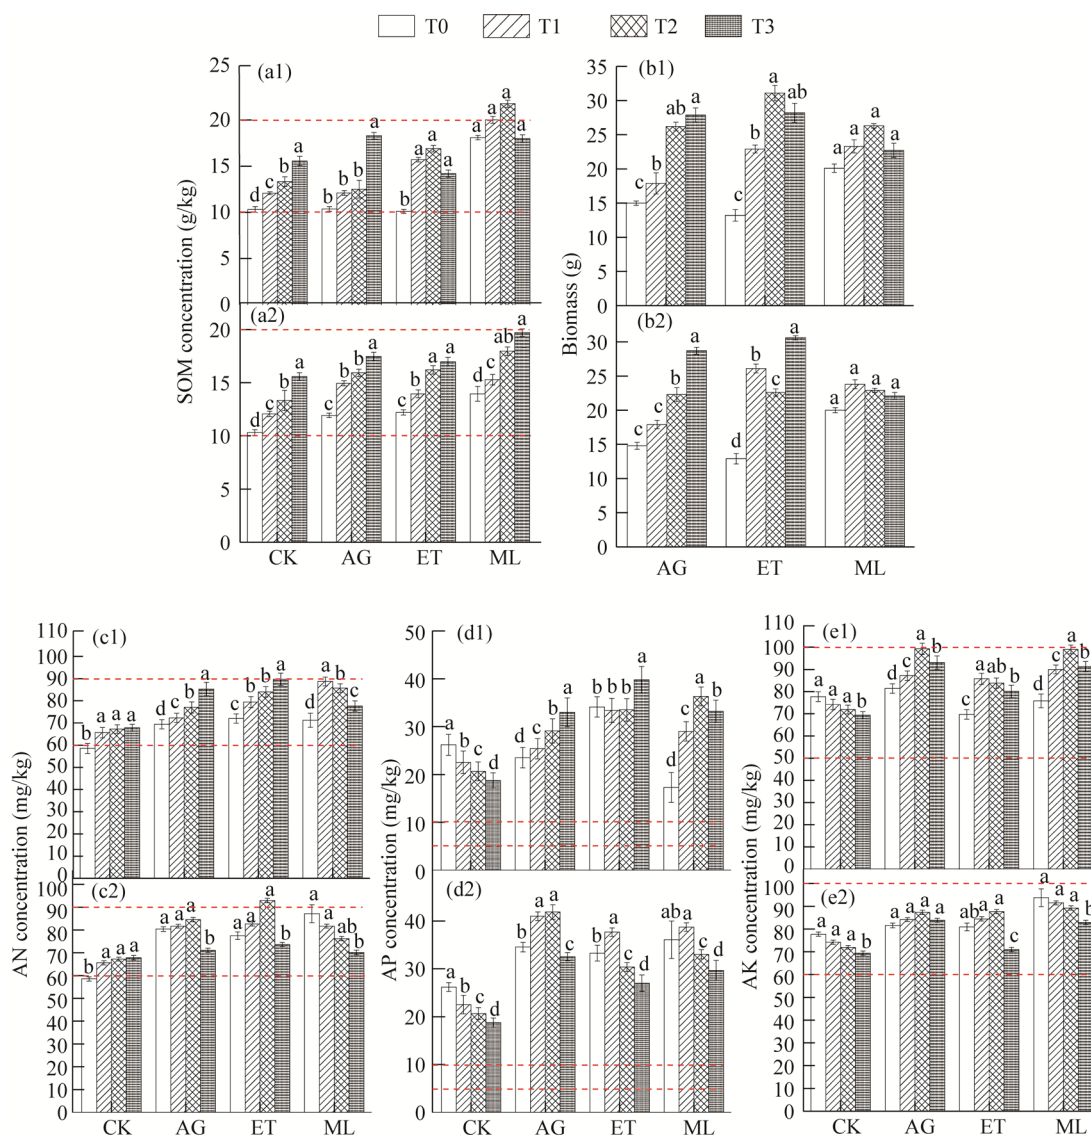 T0 T1 T2 T3
(a1)
25
20
20
15
10
5
0
d c b a
b b b a
b a a a
a a a a
(a2)
20
15
10
5
0
d c b a
c b b a
c b a a
c b ab a
SOM concentration (g/kg)
CK AG ET ML
(b1)
35
30
25
20
15
10
5
0
c b ab a
c b a ab
a a a a
(b2)
30
25
20
15
10
5
0
c c b a
d b c a
a a a a
Biomass (g)
AG ET ML
(c1)
110
100
90
80
70
60
50
40
30
20
10
0
b a a a
d c b a
c b b a
d a b c
(c2)
90
80
70
60
40
30
20
10
0
b a a a
a a a b
b b a b
a a ab b
AN concentration (mg/kg)
CK AG ET ML
(d1)
50
40
30
20
10
0
a b c d
c c b a
b b b a
d c a b
(d2)
40
30
20
10
0
a b c d
b a a b
b a c d
ab a b b
AP concentration (mg/kg)
CK AG ET ML
(e1)
110
100
90
80
70
60
50
40
30
20
10
0
a a a b
d c a b
c a ab b
d c a b
(e2)
100
90
80
70
60
50
40
30
20
10
0
a a a b
a a a a
ab a a c
a a a b
AK concentration (mg/kg)
CK AG ET ML